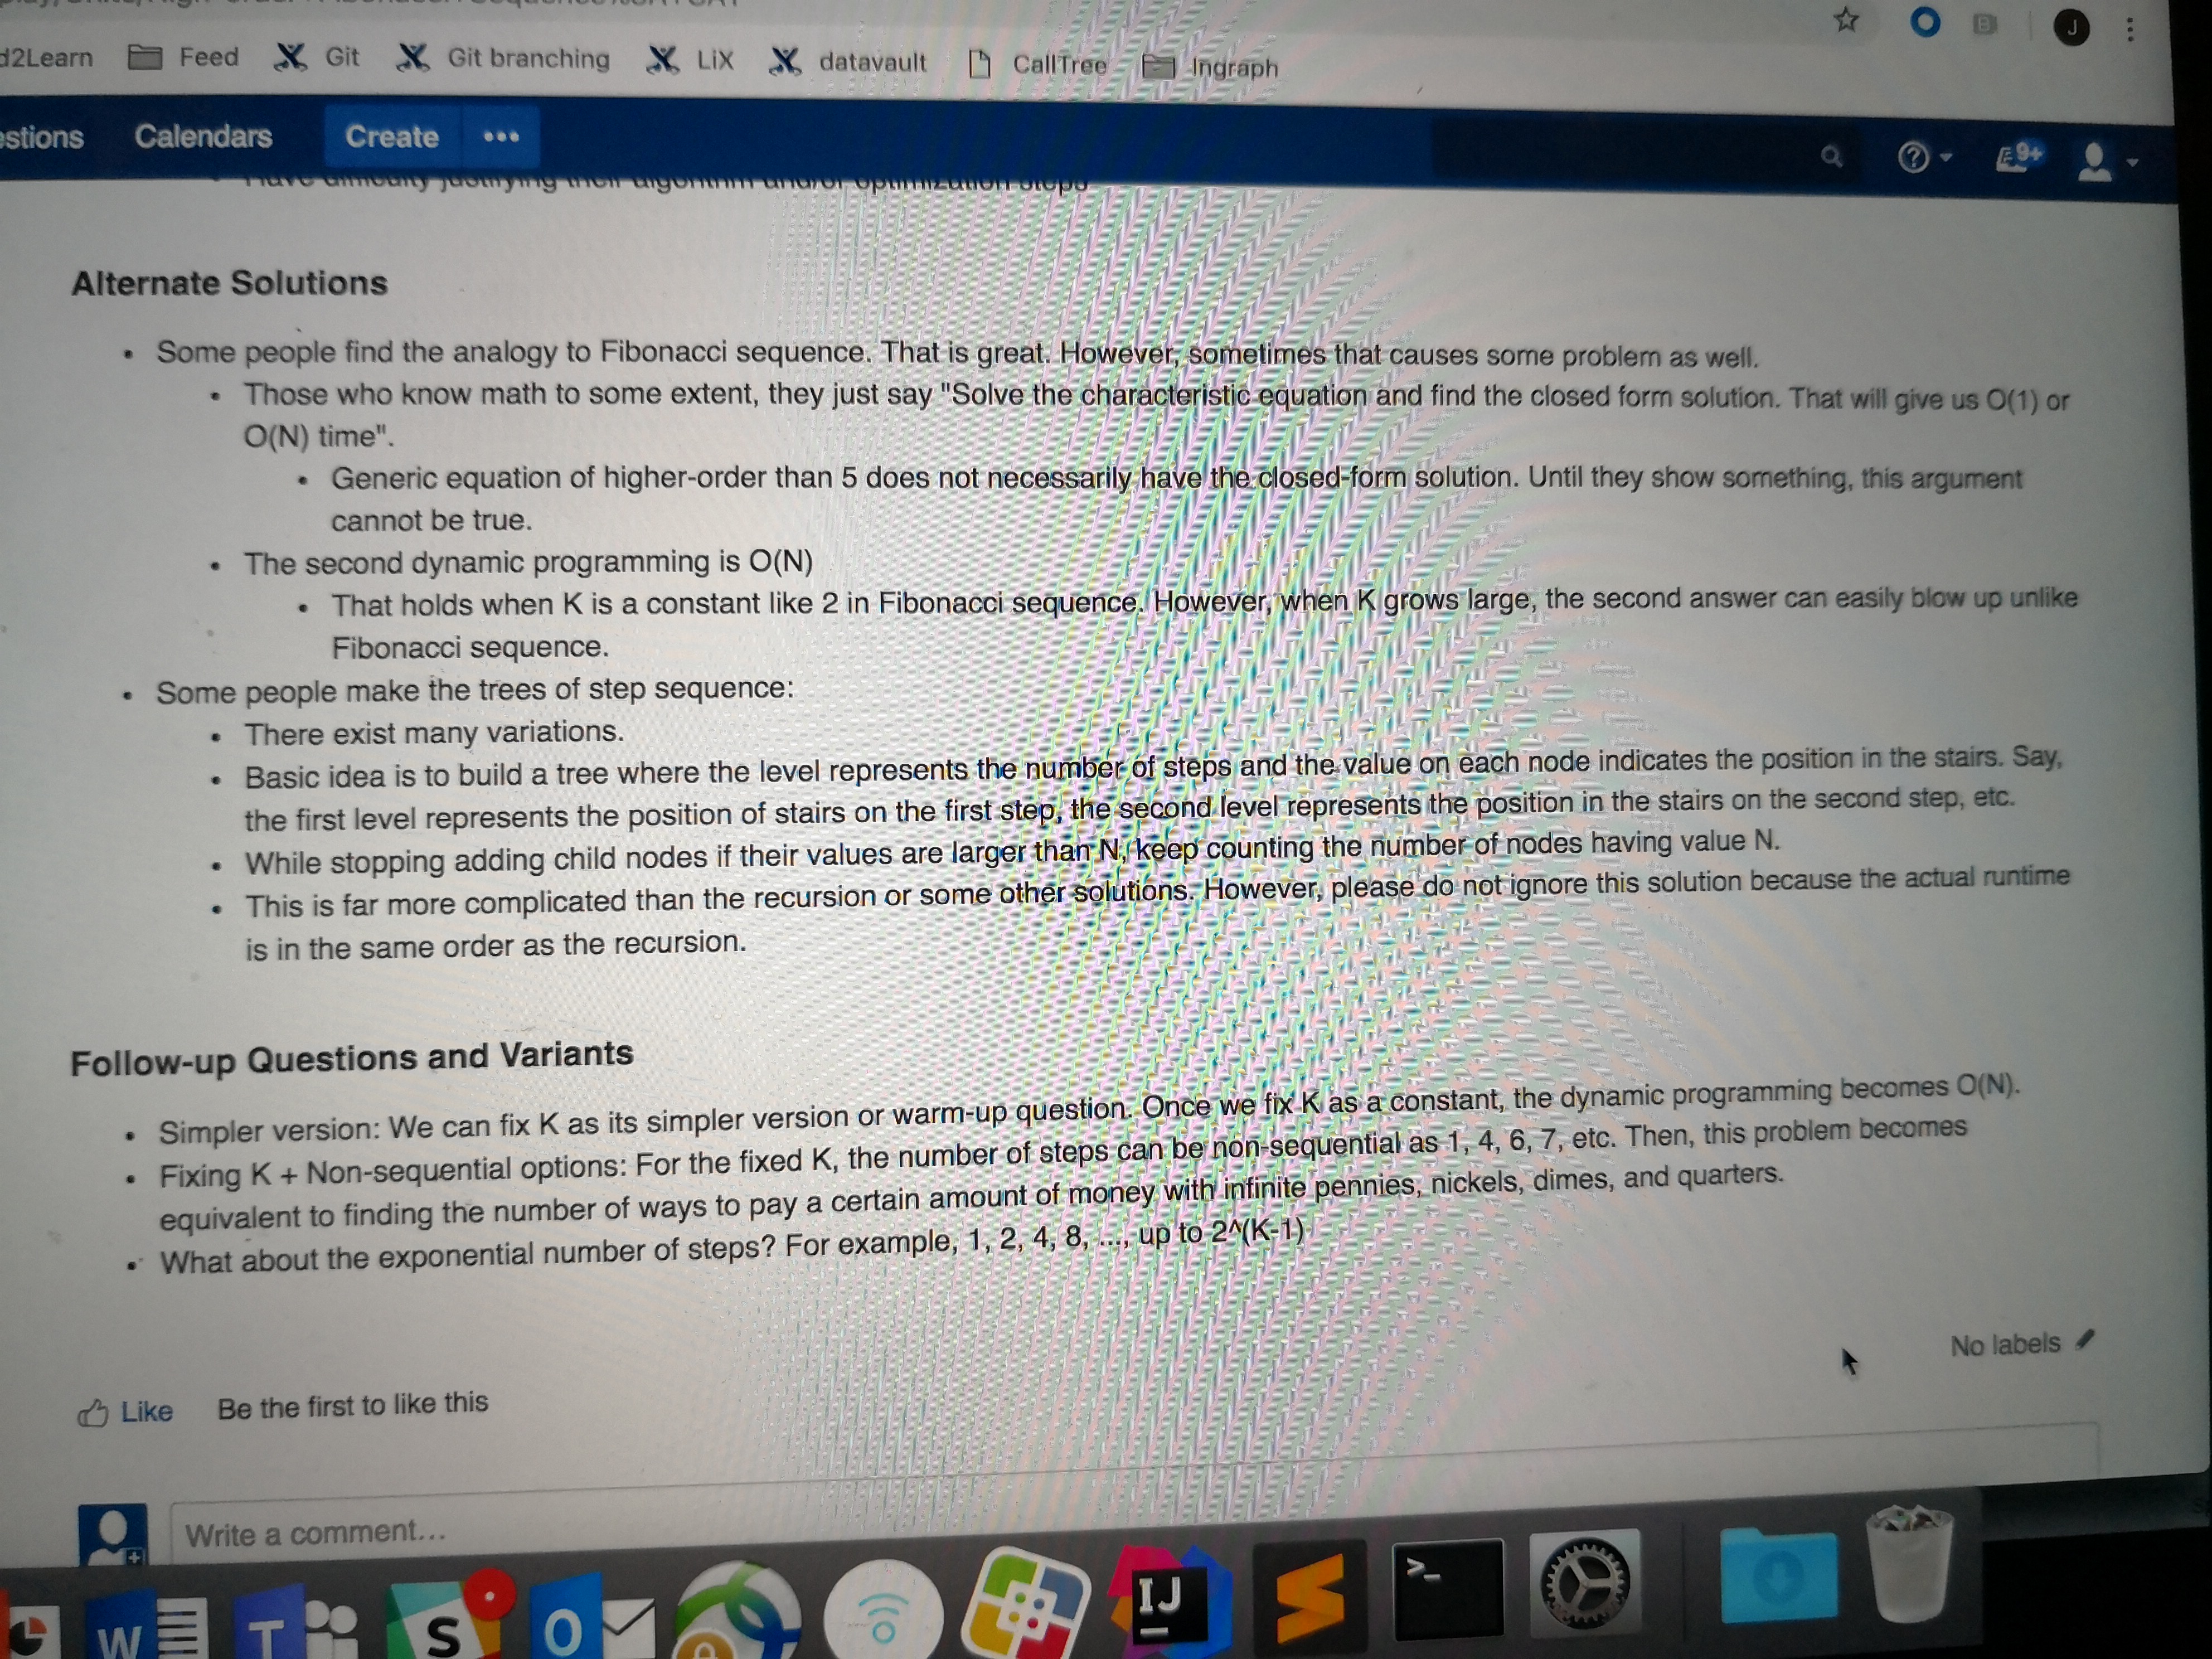 d2Learn Feed Git Git branching LiX datavault CallTree Ingraph
J
estions Calendars Create ••• 9+
Have difficulty justifying their algorithm and/or optimization steps
Alternate Solutions
• Some people find the analogy to Fibonacci sequence. That is great. However, sometimes that causes some problem as well.
• Those who know math to some extent, they just say "Solve the characteristic equation and find the closed form solution. That will give us O(1) or
O(N) time".
• Generic equation of higher-order than 5 does not necessarily have the closed-form solution. Until they show something, this argument
cannot be true.
• The second dynamic programming is O(N)
• That holds when K is a constant like 2 in Fibonacci sequence. However, when K grows large, the second answer can easily blow up unlike
Fibonacci sequence.
• Some people make the trees of step sequence:
• There exist many variations.
• Basic idea is to build a tree where the level represents the number of steps and the value on each node indicates the position in the stairs. Say,
the first level represents the position of stairs on the first step, the second level represents the position in the stairs on the second step, etc.
• While stopping adding child nodes if their values are larger than N, keep counting the number of nodes having value N.
• This is far more complicated than the recursion or some other solutions. However, please do not ignore this solution because the actual runtime
is in the same order as the recursion.
Follow-up Questions and Variants
• Simpler version: We can fix K as its simpler version or warm-up question. Once we fix K as a constant, the dynamic programming becomes O(N).
• Fixing K + Non-sequential options: For the fixed K, the number of steps can be non-sequential as 1, 4, 6, 7, etc. Then, this problem becomes
equivalent to finding the number of ways to pay a certain amount of money with infinite pennies, nickels, dimes, and quarters.
• What about the exponential number of steps? For example, 1, 2, 4, 8, ..., up to 2^(K-1)
No labels
Like Be the first to like this
Write a comment...
W T S O IJ >_